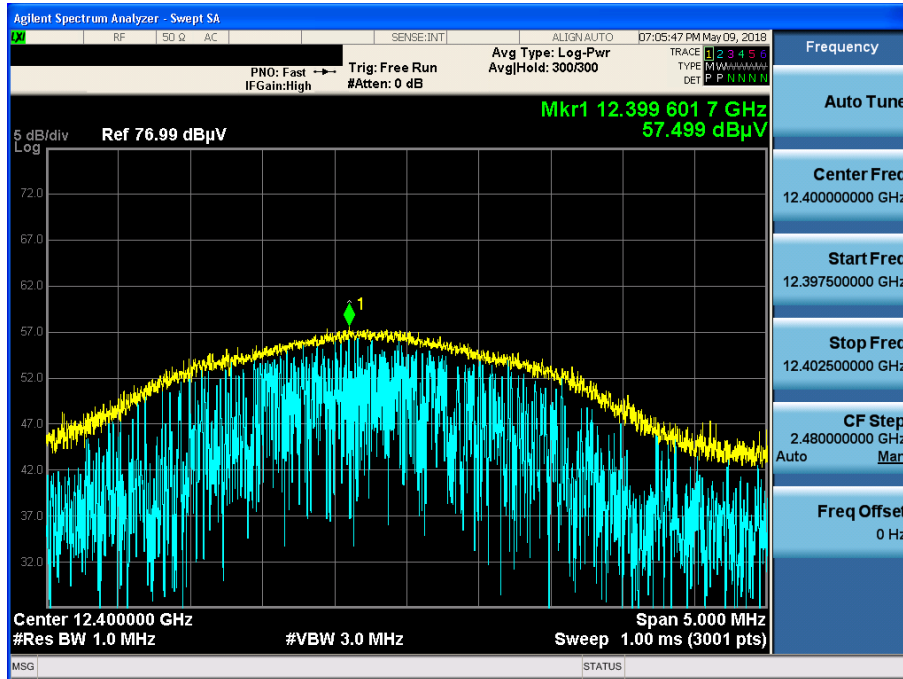 Agilent Spectrum Analyzer - Swept SA
LXI RF 50 Ω AC SENSE:INT ALIGN AUTO 07:05:47 PM May 09, 2018
PNO: Fast
IFGain:High
Trig: Free Run
#Atten: 0 dB
Avg Type: Log-Pwr
Avg|Hold: 300/300
TRACE 1 2 3 4 5 6
TYPE M
DET P P N N N N
Mkr1 12.399 601 7 GHz
57.499 dBµV
5 dB/div
Log
Ref 76.99 dBµV
72.0
67.0
62.0
57.0
52.0
47.0
42.0
37.0
32.0
1
Center 12.400000 GHz
Span 5.000 MHz
#Res BW 1.0 MHz
#VBW 3.0 MHz
Sweep 1.00 ms (3001 pts)
MSG
STATUS
Frequency
Auto Tune
Center Freq
12.400000000 GHz
Start Freq
12.397500000 GHz
Stop Freq
12.402500000 GHz
CF Step
2.480000000 GHz
Auto Man
Freq Offset
0 Hz